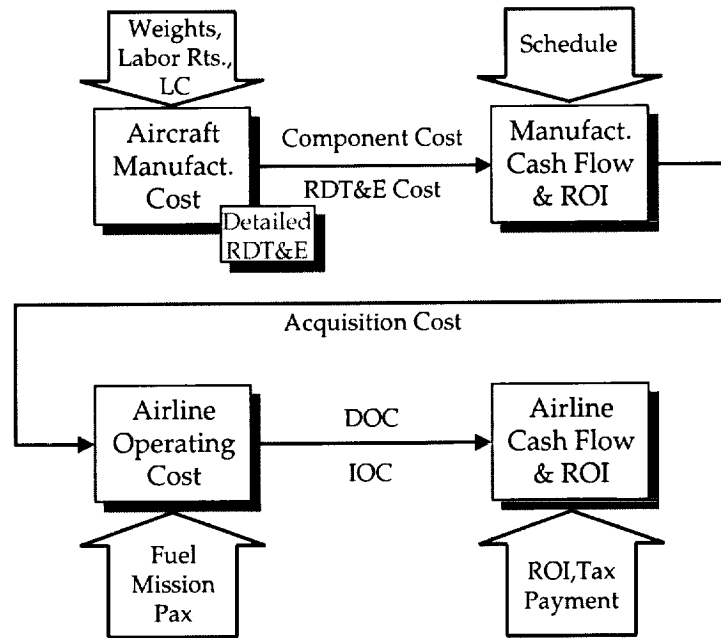 Weights,
Labor Rts.,
LC
Schedule
Aircraft
Manufact.
Cost
Detailed
RDT&E
Component Cost
RDT&E Cost
Manufact.
Cash Flow
& ROI
Acquisition Cost
Airline
Operating
Cost
DOC
IOC
Airline
Cash Flow
& ROI
Fuel
Mission
Pax
ROI,Tax
Payment